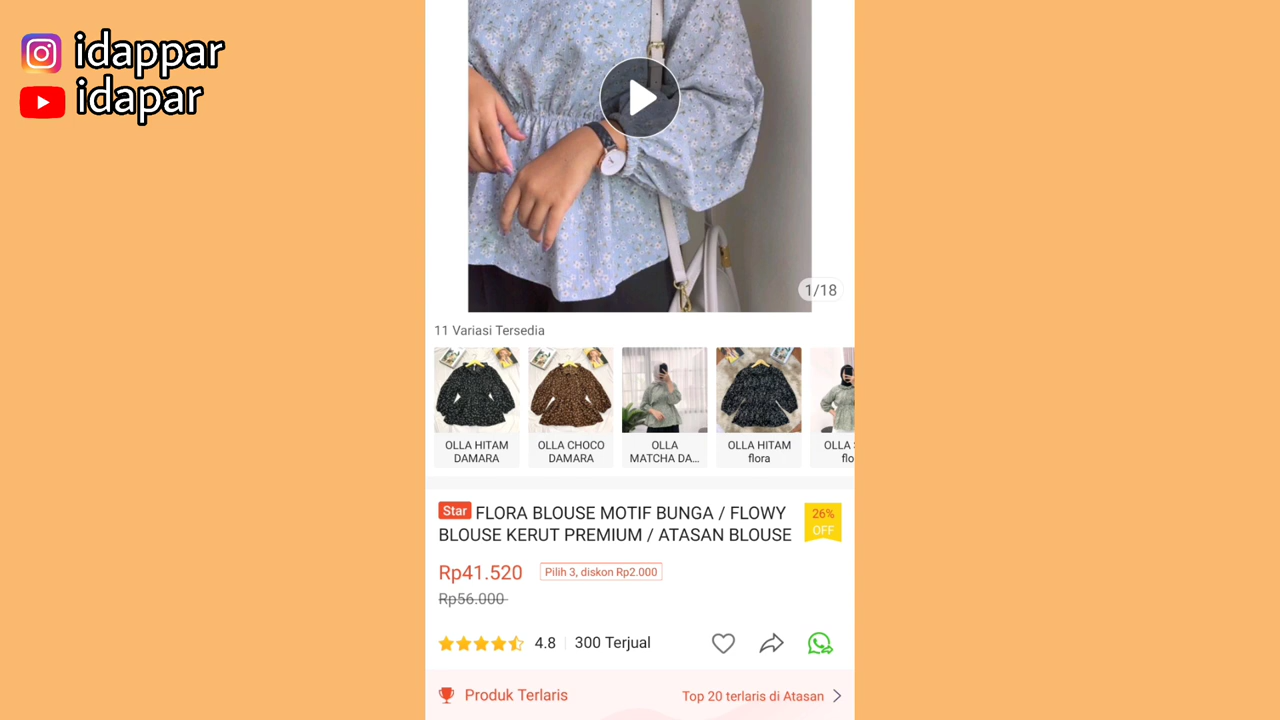 idappar
idapar
1/18
11 Variasi Tersedia
OLLA HITAM
DAMARA
OLLA CHOCO
DAMARA
OLLA
MATCHA DA...
OLLA HITAM
flora
OLLA
flo
Star FLORA BLOUSE MOTIF BUNGA / FLOWY
BLOUSE KERUT PREMIUM / ATASAN BLOUSE
26%
OFF
Rp41.520
Pilih 3, diskon Rp2.000
Rp56.000
4.8
300 Terjual
Produk Terlaris
Top 20 terlaris di Atasan